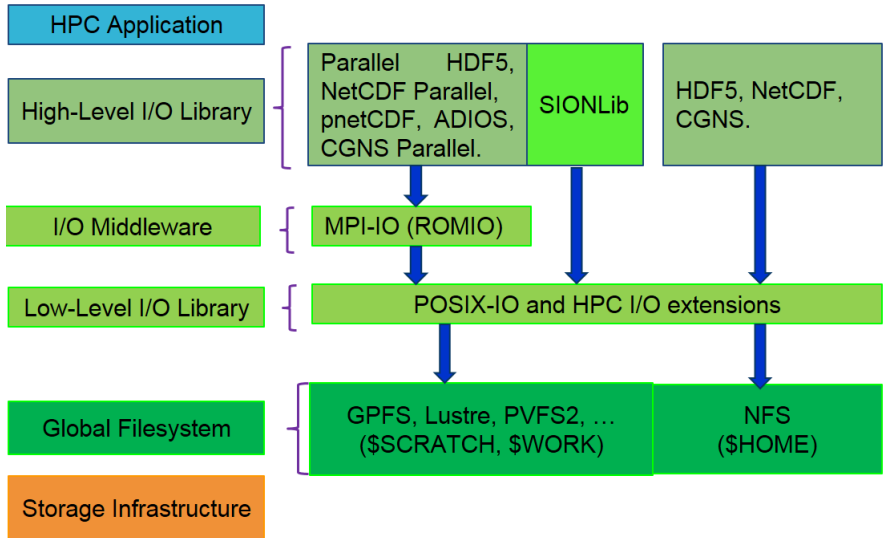 HPC Application
High-Level I/O Library
Parallel HDF5,
NetCDF Parallel,
pnetCDF, ADIOS,
CGNS Parallel.
SIONLib
HDF5, NetCDF,
CGNS.
I/O Middleware
MPI-IO (ROMIO)
Low-Level I/O Library
POSIX-IO and HPC I/O extensions
Global Filesystem
GPFS, Lustre, PVFS2, …
($SCRATCH, $WORK)
NFS
($HOME)
Storage Infrastructure